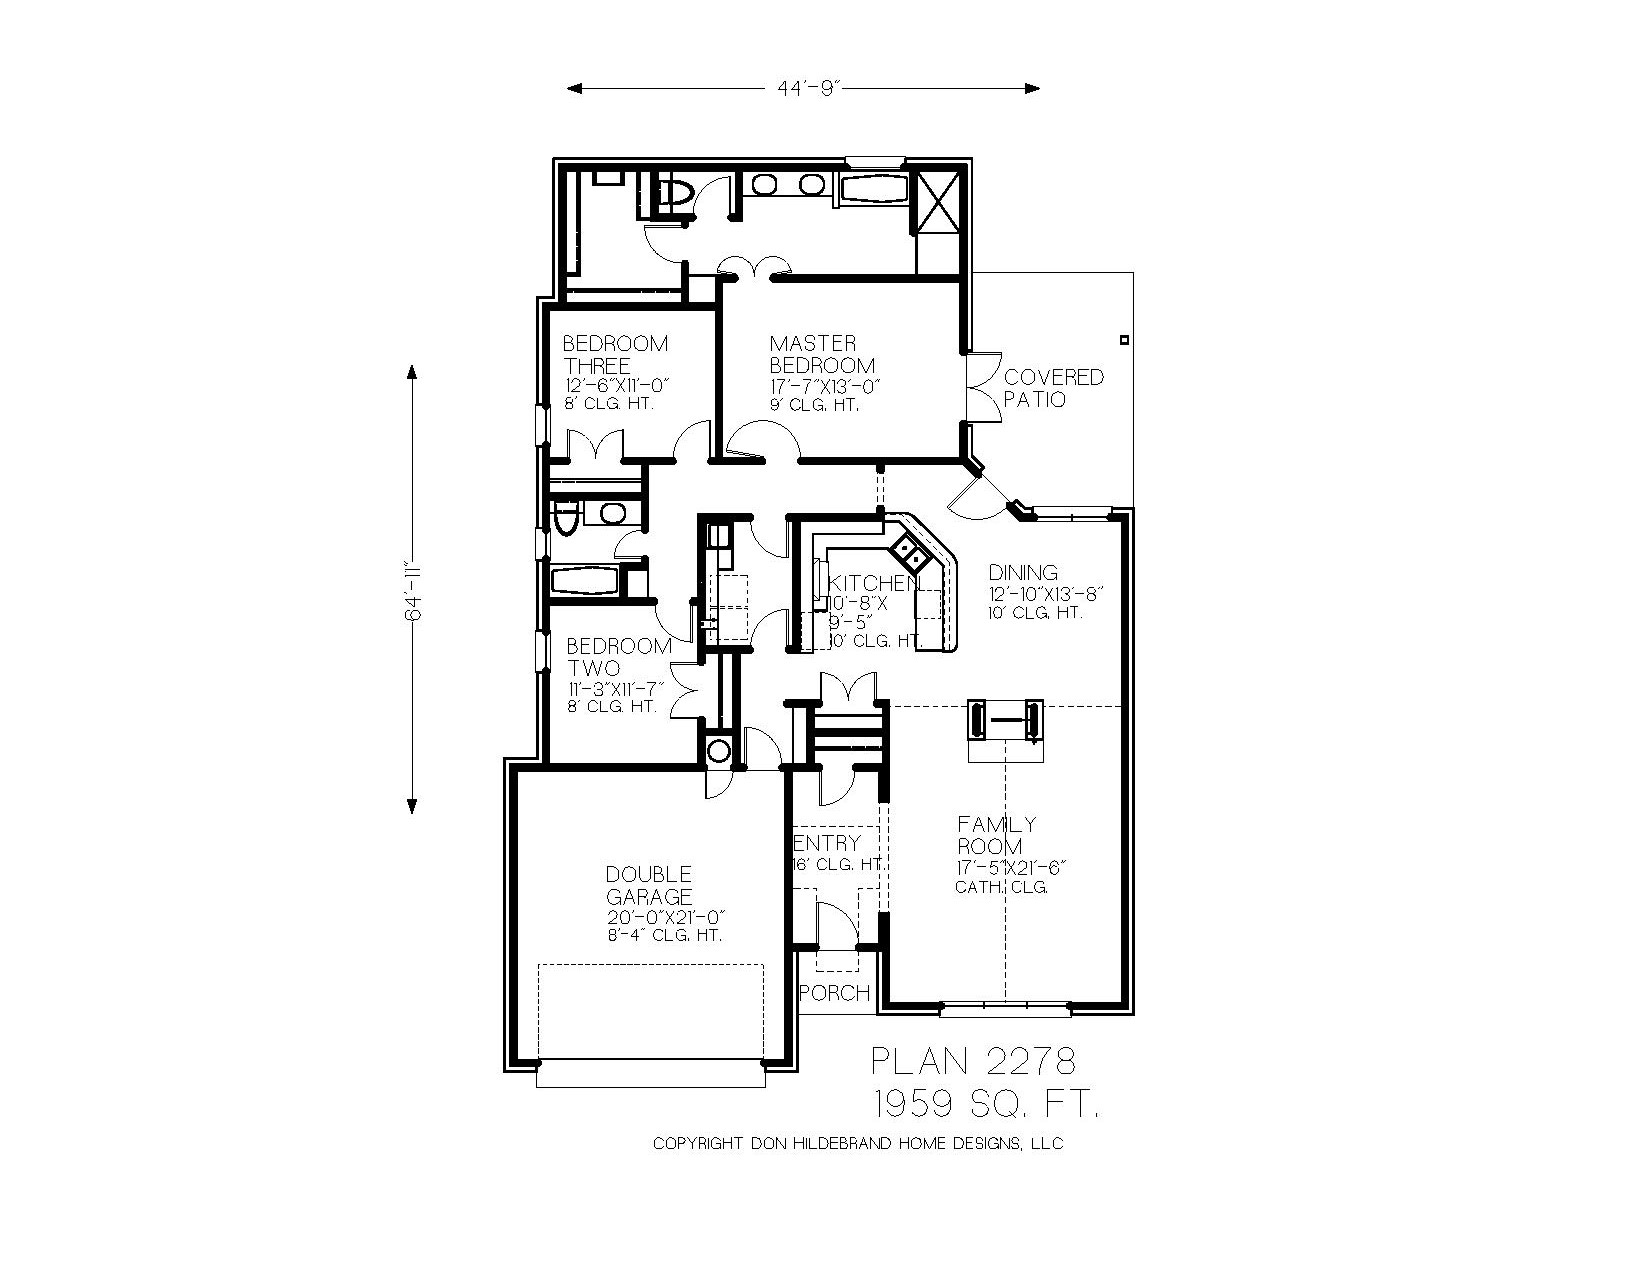 44'-9"
BEDROOM
THREE
12'-6"X11'-0"
8' CLG. HT.
MASTER
BEDROOM
17'-7"X13'-0"
9' CLG. HT.
COVERED
PATIO
64'-11"
KITCHEN
10'-8"X
9'-5"
10' CLG. HT.
DINING
12'-10"X13'-8"
10' CLG. HT.
BEDROOM
TWO
11'-3"X11'-7"
8' CLG. HT.
FAMILY
ROOM
17'-5"X21'-6"
CATH. CLG.
ENTRY
16' CLG. HT.
DOUBLE
GARAGE
20'-0"X21'-0"
8'-4" CLG. HT.
PORCH
PLAN 2278
1959 SQ. FT.
COPYRIGHT DON HILDEBRAND HOME DESIGNS, LLC